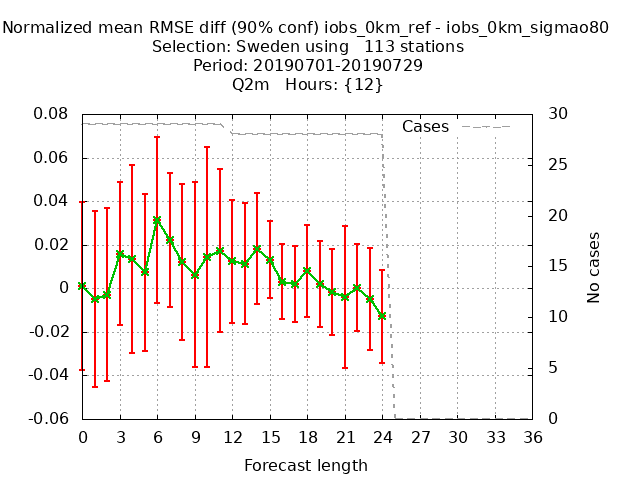 Normalized mean RMSE diff (90% conf) iobs_0km_ref - iobs_0km_sigmao80
Selection: Sweden using   113 stations
Period: 20190701-20190729
Q2m   Hours: {12}
0.08
0.06
0.04
0.02
0
-0.02
-0.04
-0.06
Cases
30
25
20
15
10
5
0
No cases
0 3 6 9 12 15 18 21 24 27 30 33 36
Forecast length